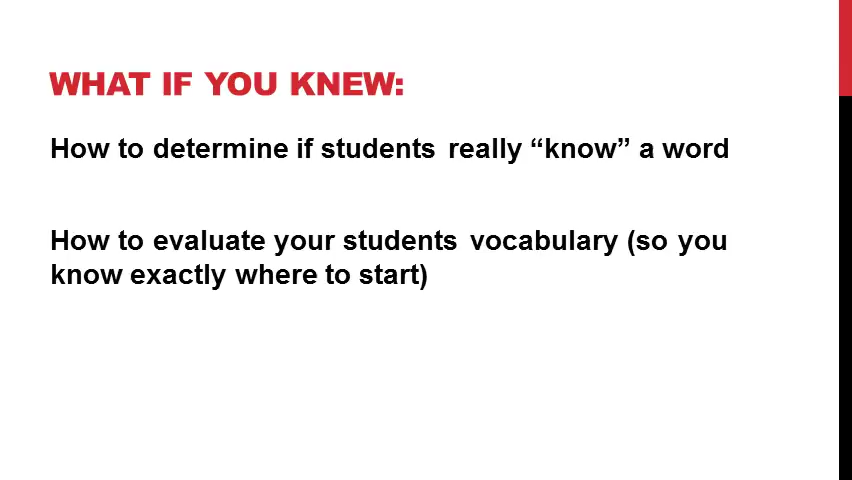 WHAT IF YOU KNEW:
How to determine if students really “know” a word
How to evaluate your students vocabulary (so you
know exactly where to start)